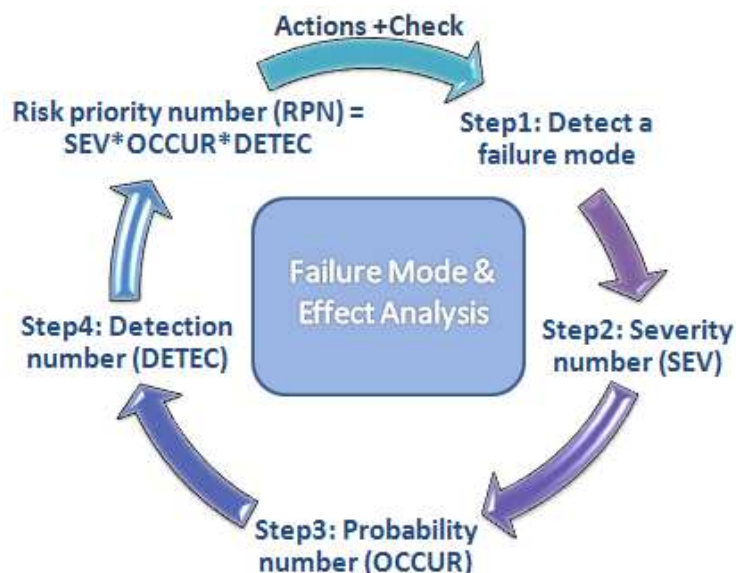 Actions +Check
Risk priority number (RPN) =
SEV*OCCUR*DETEC
Step1: Detect a
failure mode
Failure Mode &
Effect Analysis
Step2: Severity
number (SEV)
Step3: Probability
number (OCCUR)
Step4: Detection
number (DETEC)